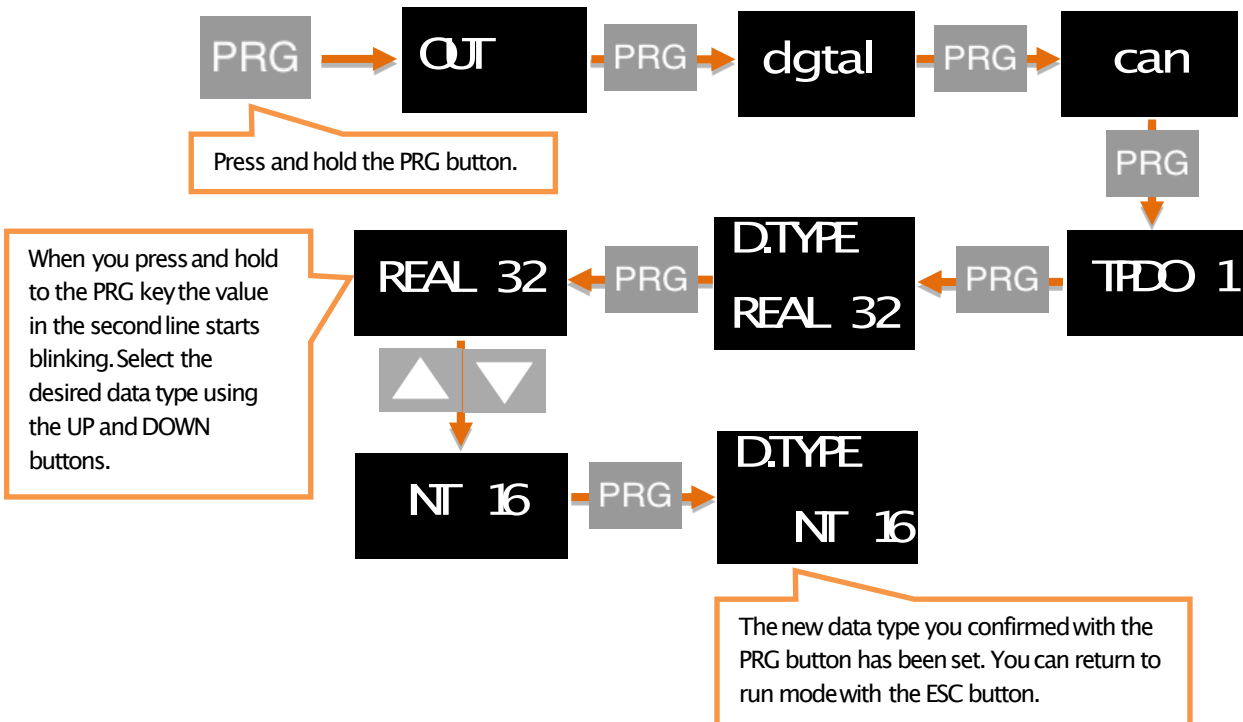 PRG
OUT
PRG
dgtal
PRG
can
Press and hold the PRG button.
PRG
When you press and hold
to the PRG key the value
in the second line starts
blinking. Select the
desired data type using
the UP and DOWN
buttons.
REAL 32
PRG
D.TYPE
REAL 32
PRG
TPDO 1
NT 16
PRG
D.TYPE
NT 16
The new data type you confirmed with the
PRG button has been set. You can return to
run mode with the ESC button.